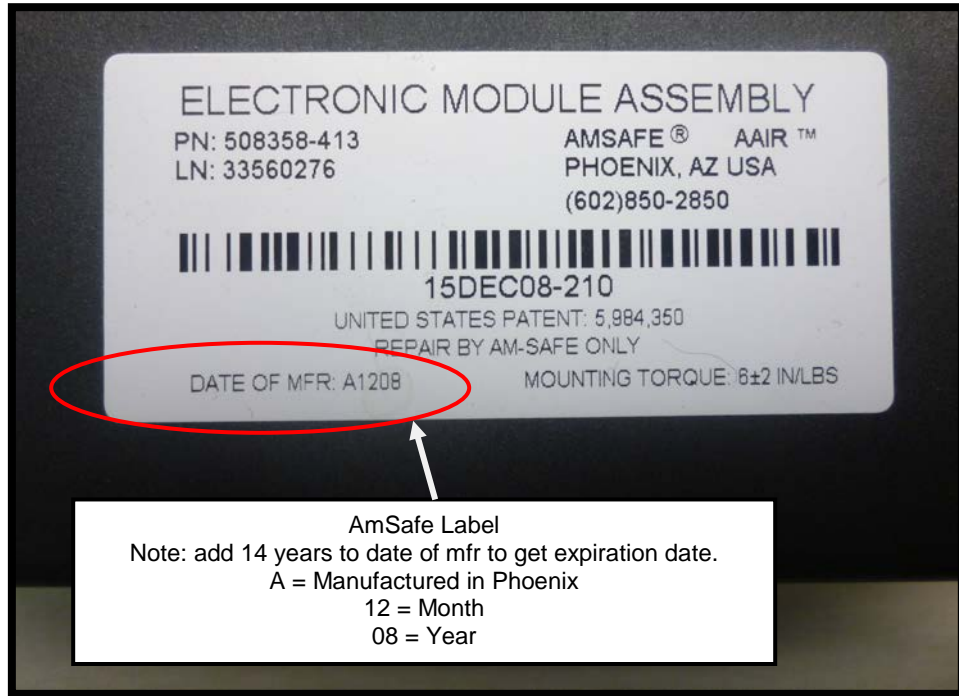 ELECTRONIC MODULE ASSEMBLY
PN: 508358-413
LN: 33560276
AMSAFE ® AAIR ™
PHOENIX, AZ USA
(602)850-2850
15DEC08-210
UNITED STATES PATENT: 5,984,350
REPAIR BY AM-SAFE ONLY
DATE OF MFR: A1208
MOUNTING TORQUE: 6±2 IN/LBS
AmSafe Label
Note: add 14 years to date of mfr to get expiration date.
A = Manufactured in Phoenix
12 = Month
08 = Year